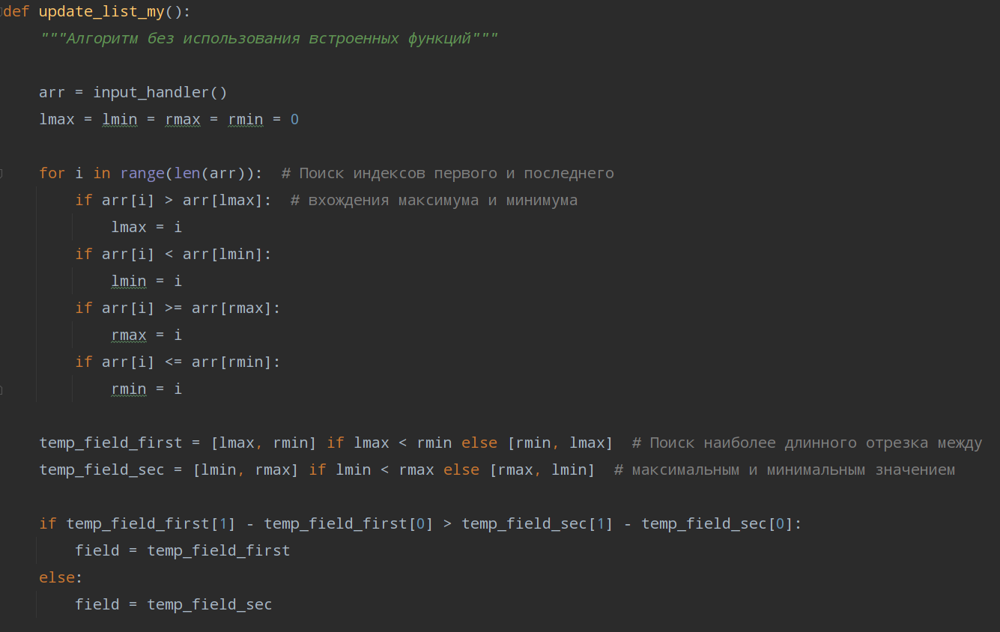 def update_list_my():
"""Алгоритм без использования встроенных функций"""
arr = input_handler()
lmax = lmin = rmax = rmin = 0
for i in range(len(arr)):  # Поиск индексов первого и последнего
if arr[i] > arr[lmax]:  # вхождения максимума и минимума
lmax = i
if arr[i] < arr[lmin]:
lmin = i
if arr[i] >= arr[rmax]:
rmax = i
if arr[i] <= arr[rmin]:
rmin = i
temp_field_first = [lmax, rmin] if lmax < rmin else [rmin, lmax]  # Поиск наиболее длинного отрезка между
temp_field_sec = [lmin, rmax] if lmin < rmax else [rmax, lmin]  # максимальным и минимальным значением
if temp_field_first[1] - temp_field_first[0] > temp_field_sec[1] - temp_field_sec[0]:
field = temp_field_first
else:
field = temp_field_sec